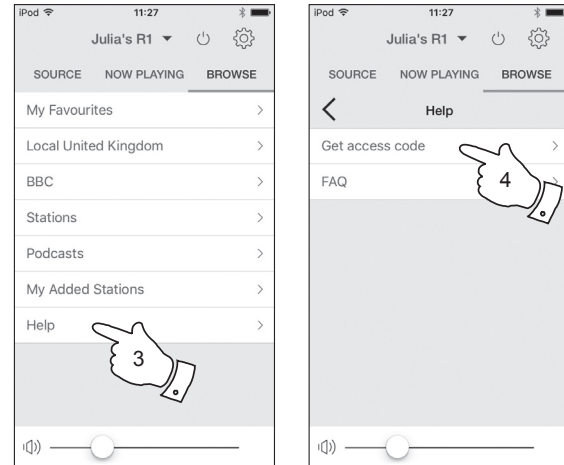 iPod 11:27
Julia's R1
SOURCE NOW PLAYING BROWSE
My Favourites
Local United Kingdom
BBC
Stations
Podcasts
My Added Stations
Help
3
iPod 11:27
Julia's R1
SOURCE NOW PLAYING BROWSE
Help
Get access code
FAQ
4